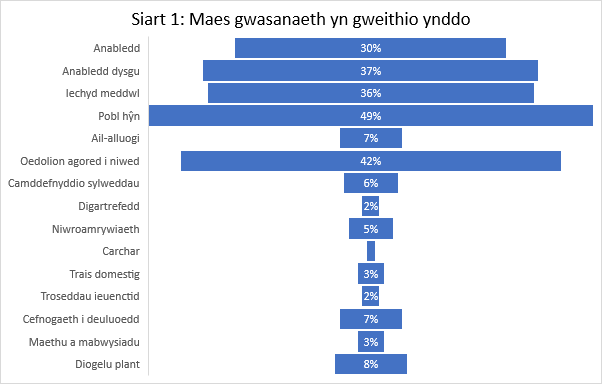 Siart 1: Maes gwasanaeth yn gweithio ynddo
Anabledd 30%
Anabledd dysgu 37%
Iechyd meddwl 36%
Pobl hŷn 49%
Ail-alluogi 7%
Oedolion agored i niwed 42%
Camddefnyddio sylweddau 6%
Digartrefedd 2%
Niwroamrywiaeth 5%
Carchar
Trais domestig 3%
Troseddau ieuenctid 2%
Cefnogaeth i deuluoedd 7%
Maethu a mabwysiadu 3%
Diogelu plant 8%